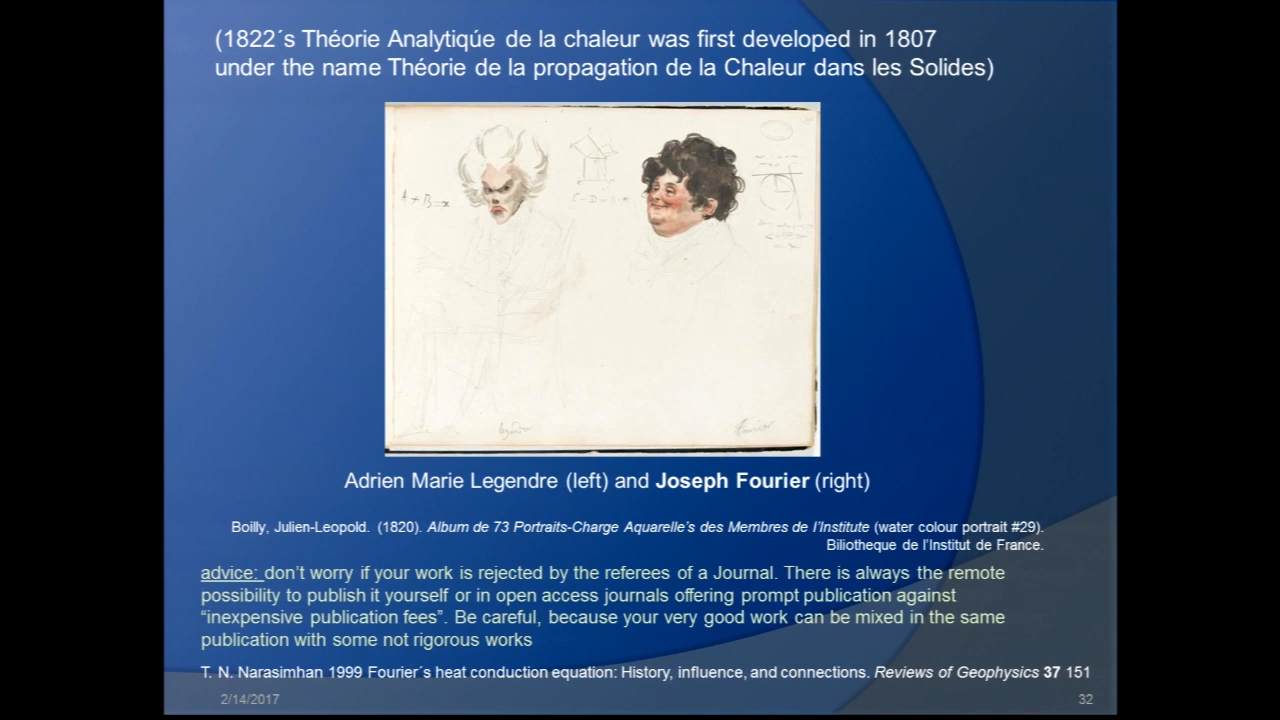 (1822´s Théorie Analytiqúe de la chaleur was first developed in 1807
under the name Théorie de la propagation de la Chaleur dans les Solides)
A + B = x
Adrien Marie Legendre (left) and Joseph Fourier (right)
Boilly, Julien-Leopold. (1820). Album de 73 Portraits-Charge Aquarelle’s des Membres de I’Institute (water colour portrait #29).
Biliotheque de l’Institut de France.
advice: don’t worry if your work is rejected by the referees of a Journal. There is always the remote
possibility to publish it yourself or in open access journals offering prompt publication against
“inexpensive publication fees”. Be careful, because your very good work can be mixed in the same
publication with some not rigorous works
T. N. Narasimhan 1999 Fourier´s heat conduction equation: History, influence, and connections. Reviews of Geophysics 37 151
2/14/2017
32